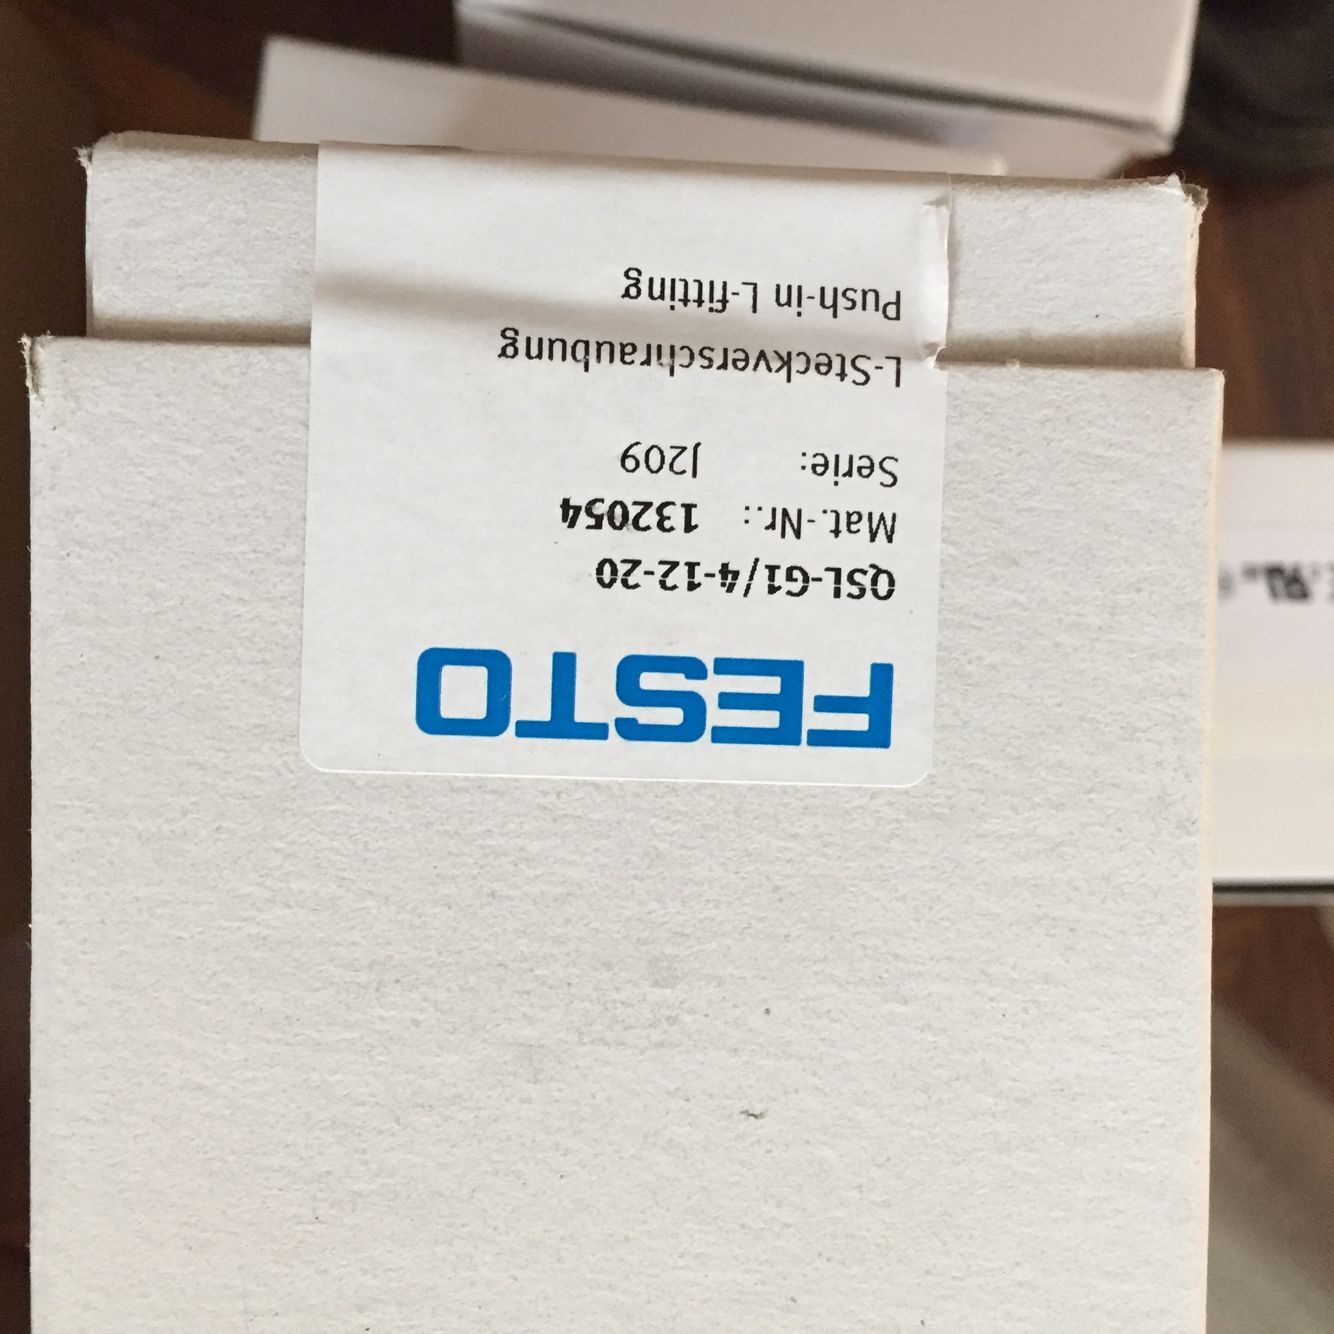 FESTO
QSL-G1/4-12-20
Mat.-Nr.: 132054
Serie: J209
L-Steckverschraubung
Push-in L-fitting